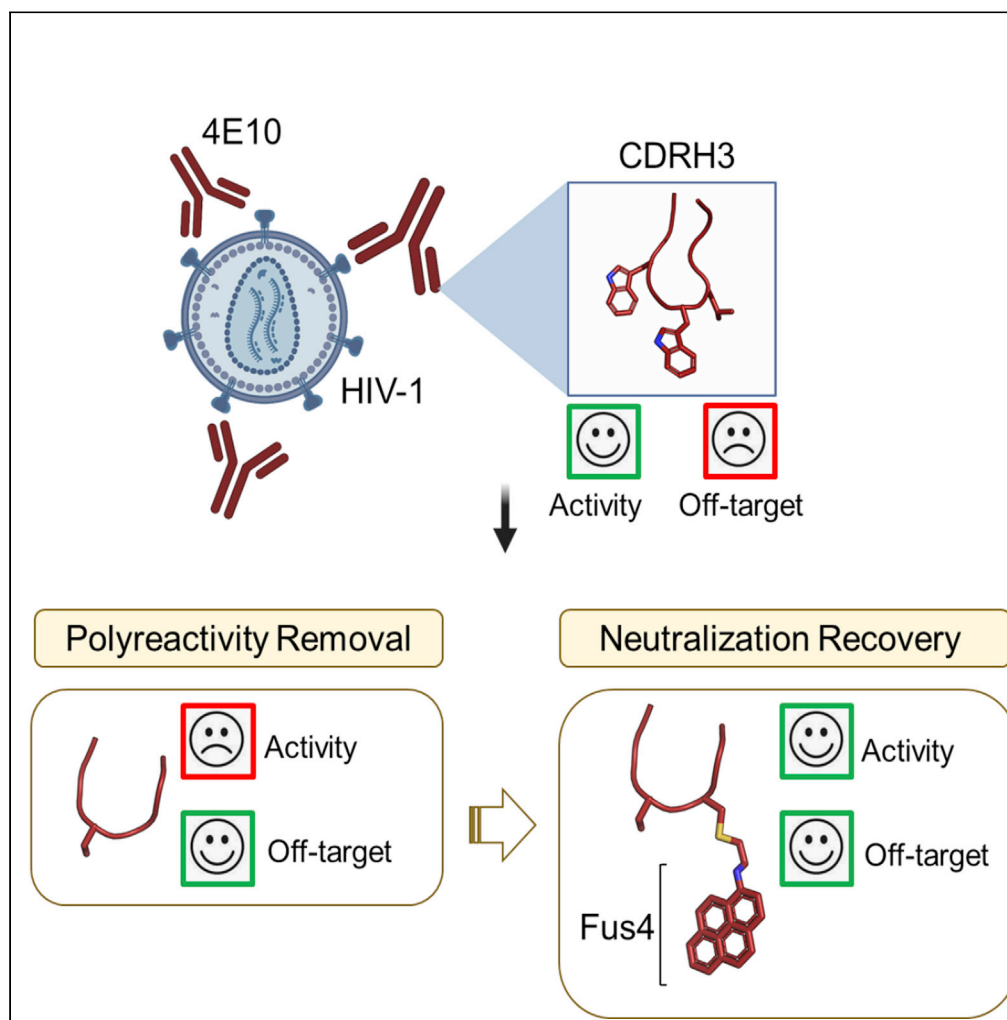 4E10
CDRH3
HIV-1
Activity
Off-target
Polyreactivity Removal
Neutralization Recovery
Activity
Off-target
Activity
Off-target
Fus4